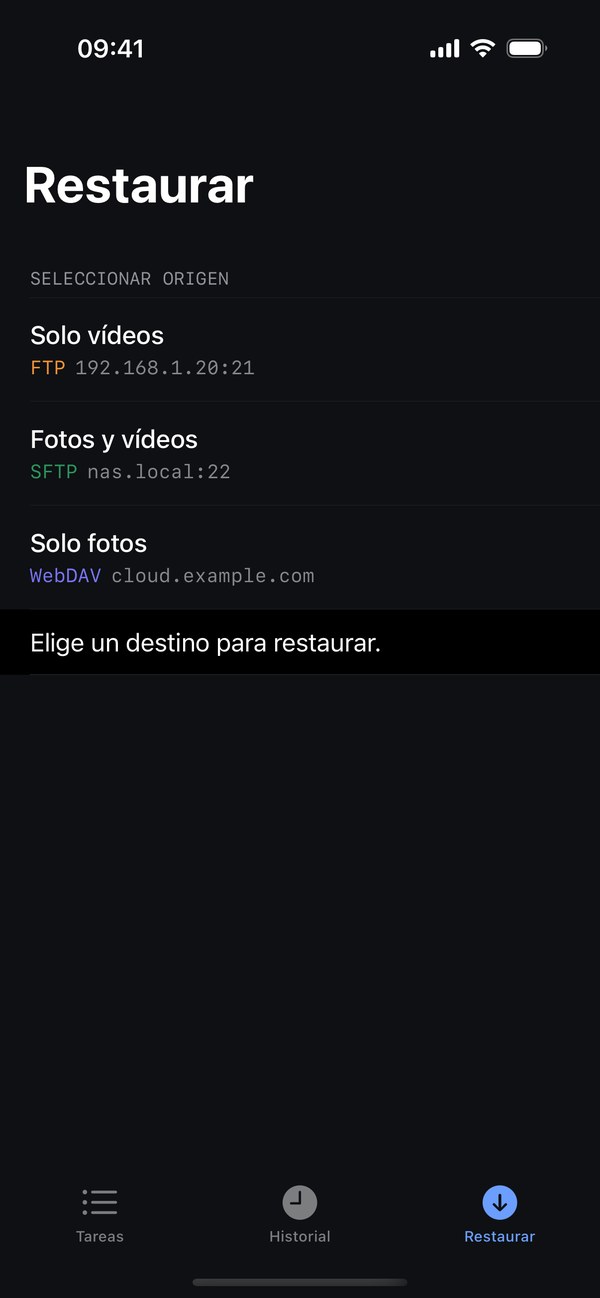 09:41
Restaurar
SELECCIONAR ORIGEN
Solo vídeos
FTP 192.168.1.20:21
Fotos y vídeos
SFTP nas.local:22
Solo fotos
WebDAV cloud.example.com
Elige un destino para restaurar.
Tareas
Historial
Restaurar